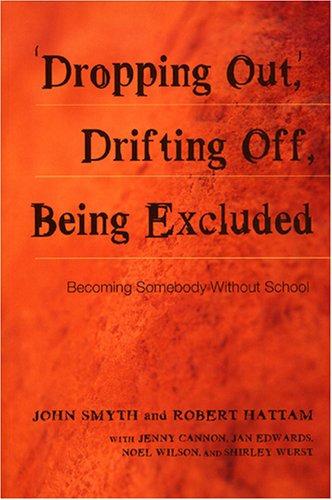 'Dropping Out,'
Drifting Off,
Being Excluded
Becoming Somebody Without School
JOHN SMYTH and ROBERT HATTAM
WITH JENNY CANNON, JAN EDWARDS,
NOEL WILSON, AND SHIRLEY WURST